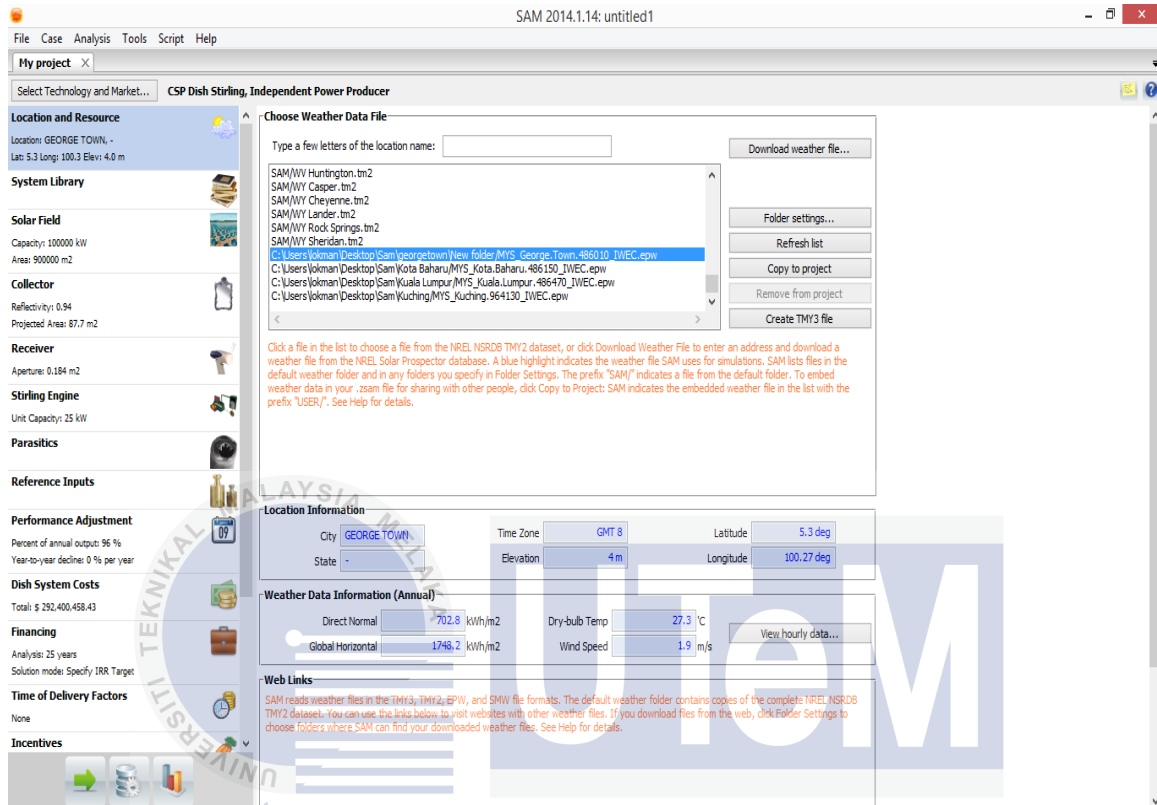 SAM 2014.1.14: untitled1
File Case Analysis Tools Script Help
My project
Select Technology and Market... CSP Dish Stirling, Independent Power Producer
Location and Resource
Location: GEORGE TOWN, -
Lat: 5.3 Long: 100.3 Elev: 4.0 m
System Library
Solar Field
Capacity: 100000 kW
Area: 900000 m2
Collector
Reflectivity: 0.94
Projected Area: 87.7 m2
Receiver
Aperture: 0.184 m2
Stirling Engine
Unit Capacity: 25 kW
Parasitics
Reference Inputs
Performance Adjustment
Percent of annual output: 96 %
Year-to-year decline: 0 % per year
09
Dish System Costs
Total: $ 292,400,458.43
Financing
Analysis: 25 years
Solution mode: Specify IRR Target
Time of Delivery Factors
None
Incentives
Choose Weather Data File
Type a few letters of the location name:
Download weather file...
SAM/WV Huntington.tm2
SAM/WY Casper.tm2
SAM/WY Cheyenne.tm2
SAM/WY Lander.tm2
SAM/WY Rock Springs.tm2
SAM/WY Sheridan.tm2
C:\Users\lokman\Desktop\Sam\georgetown\New folder/MYS_George.Town.486010_IWEC.epw
C:\Users\lokman\Desktop\Sam\Kota Baharu/MYS_Kota.Baharu.486150_IWEC.epw
C:\Users\lokman\Desktop\Sam\Kuala Lumpur/MYS_Kuala.Lumpur.486470_IWEC.epw
C:\Users\lokman\Desktop\Sam\Kuching/MYS_Kuching.964130_IWEC.epw
Folder settings...
Refresh list
Copy to project
Remove from project
Create TMY3 file
Click a file in the list to choose a file from the NREL NSRDB TMY2 dataset, or click Download Weather File to enter an address and download a
weather file from the NREL Solar Prospector database. A blue highlight indicates the weather file SAM uses for simulations. SAM lists files in the
default weather folder and in any folders you specify in Folder Settings. The prefix "SAM/" indicates a file from the default folder. To embed
weather data in your .zsam file for sharing with other people, click Copy to Project: SAM indicates the embedded weather file in the list with the
prefix "USER/". See Help for details.
Location Information
City GEORGE TOWN Time Zone GMT 8 Latitude 5.3 deg
State - Elevation 4 m Longitude 100.27 deg
Weather Data Information (Annual)
Direct Normal 702.8 kWh/m2 Dry-bulb Temp 27.3 'C
Global Horizontal 1748.2 kWh/m2 Wind Speed 1.9 m/s
View hourly data...
Web Links
SAM reads weather files in the TMY3, TMY2, EPW, and SMW file formats. The default weather folder contains copies of the complete NREL NSRDB
TMY2 dataset. You can use the links below to visit websites with other weather files. If you download files from the web, click Folder Settings to
choose folders where SAM can find your downloaded weather files. See Help for details.
UNIVERSITI TEKNIKAL MALAYSIA MELAKA
UTeM